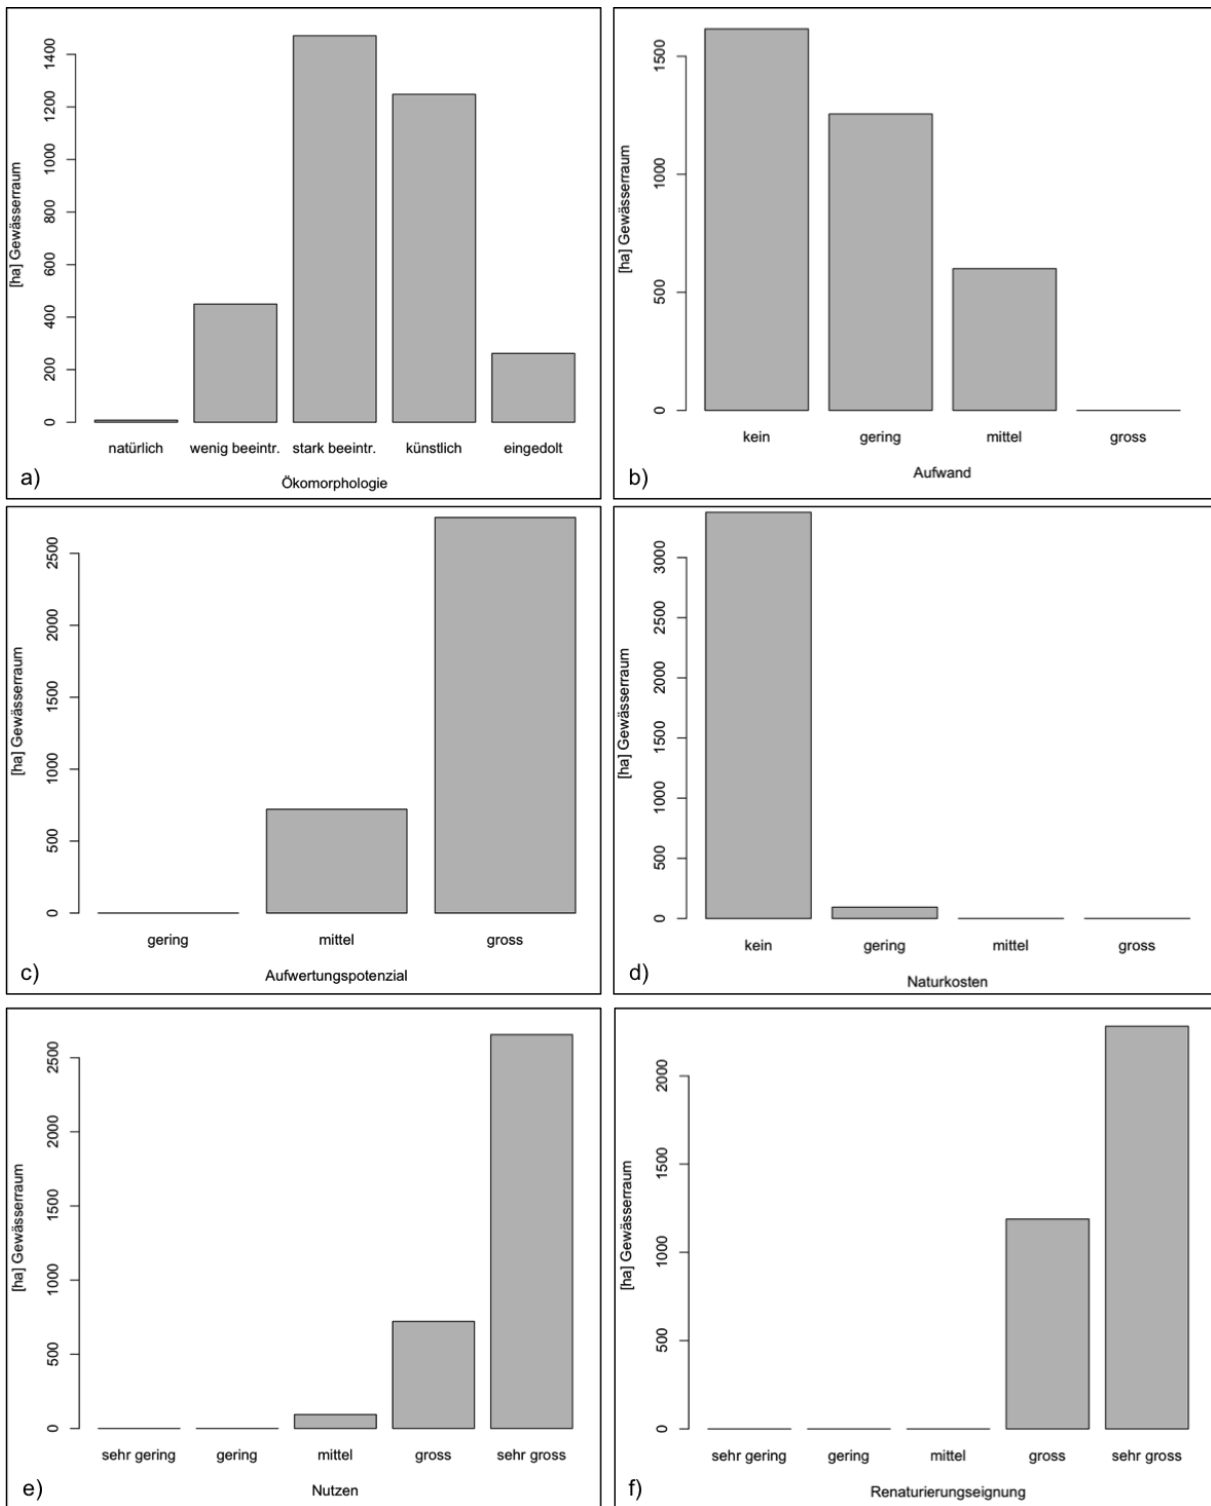 [ha] Gewässerraum
1400
1200
1000
800
600
400
200
0
natürlich wenig beeintr. stark beeintr. künstlich eingedolt
Ökomorphologie
a)
[ha] Gewässerraum
1500
1000
500
0
kein gering mittel gross
Aufwand
b)
[ha] Gewässerraum
2500
2000
1500
1000
500
0
gering mittel gross
Aufwertungspotenzial
c)
[ha] Gewässerraum
3000
2500
2000
1500
1000
500
0
kein gering mittel gross
Naturkosten
d)
[ha] Gewässerraum
2500
2000
1500
1000
500
0
sehr gering gering mittel gross sehr gross
Nutzen
e)
[ha] Gewässerraum
2000
1500
1000
500
0
sehr gering gering mittel gross sehr gross
Renaturierungseignung
f)